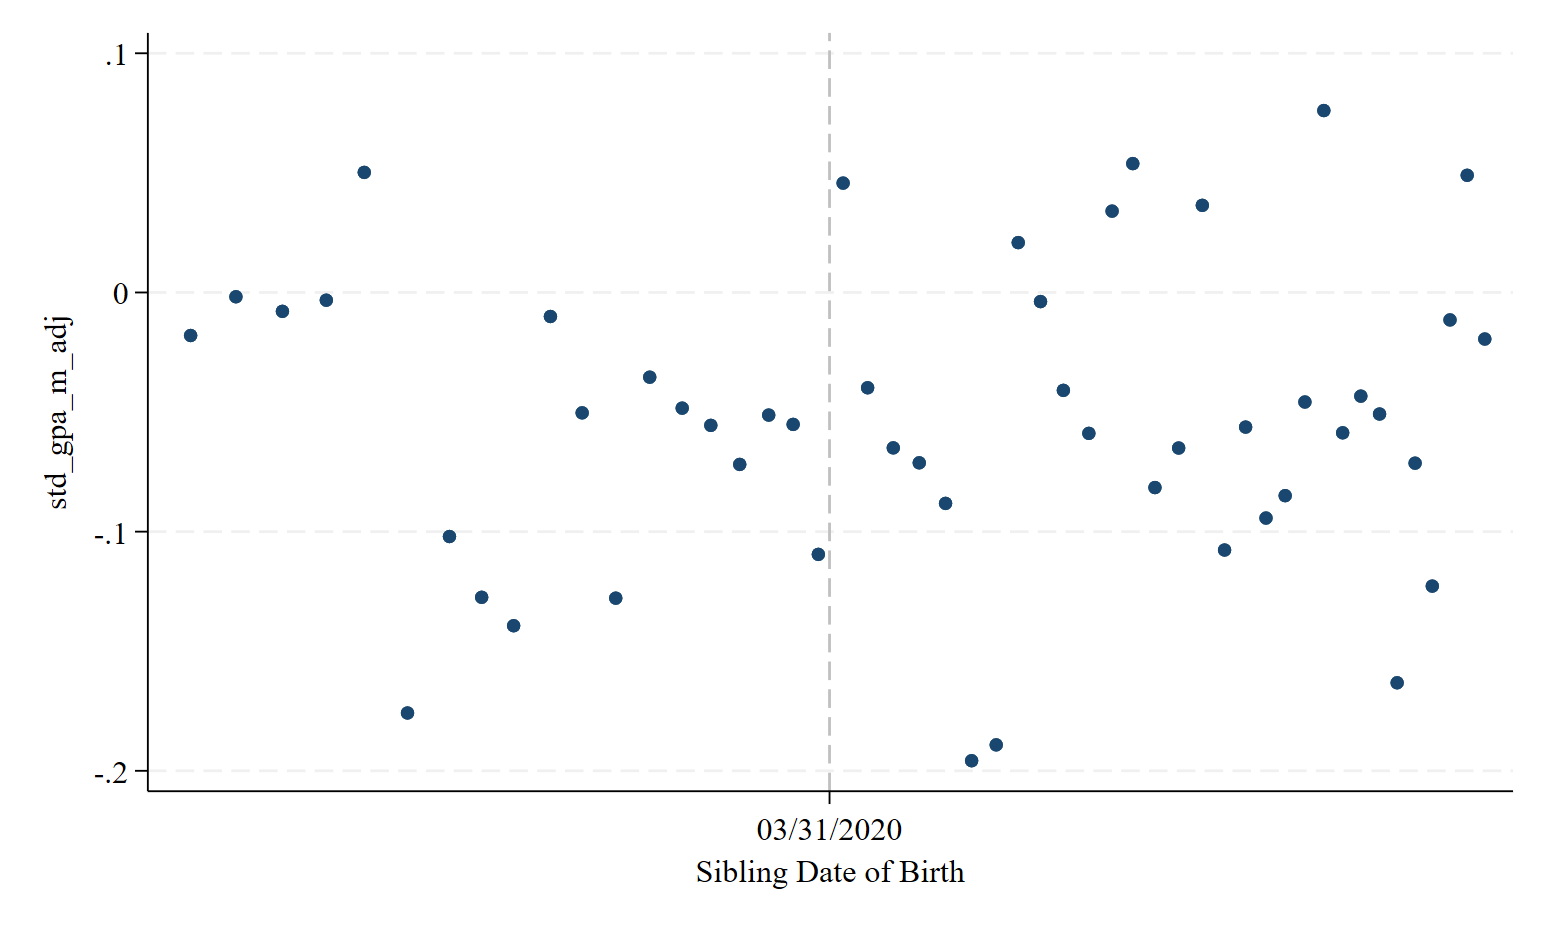 .1
0
-.1
-.2
std_gpa_m_adj
03/31/2020
Sibling Date of Birth